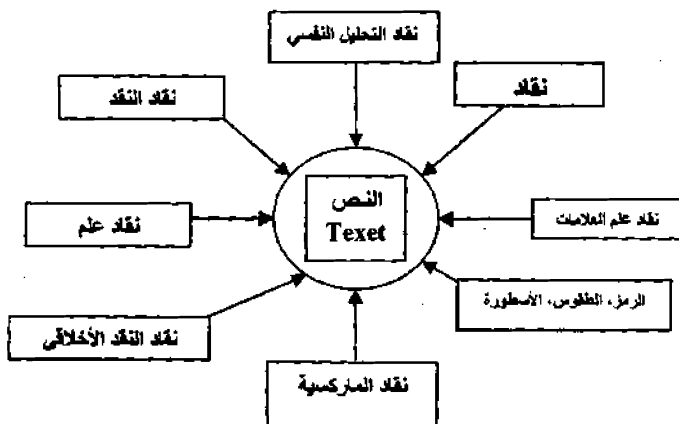 نقاد التحليل النفسي
نقاد
نقاد النقد
النص
Texet
نقاد علم العلامات
نقاد علم
الرمز، الطقوس، الأسطورة
نقاد النقد الأخلاقي
نقاد الماركسية